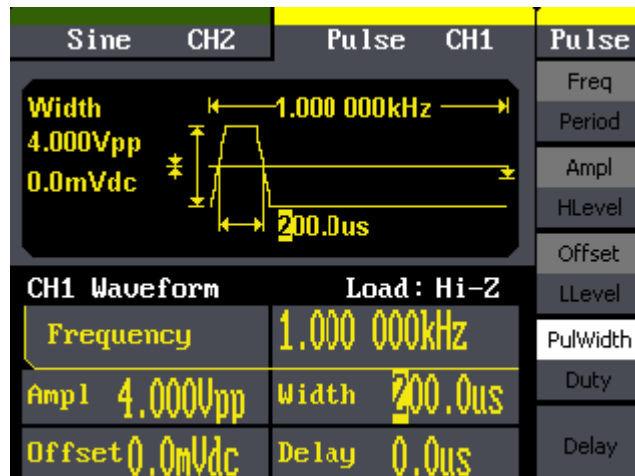 Sine CH2 Pulse CH1 Pulse
Freq
Period
Ampl
HLevel
Offset
LLevel
PulWidth
Duty
Delay
Width
4.000Vpp
0.0mVdc
1.000 000kHz
200.0us
CH1 Waveform Load: Hi-Z
Frequency 1.000 000kHz
Ampl 4.000Vpp Width 200.0us
Offset 0.0mVdc Delay 0.0us